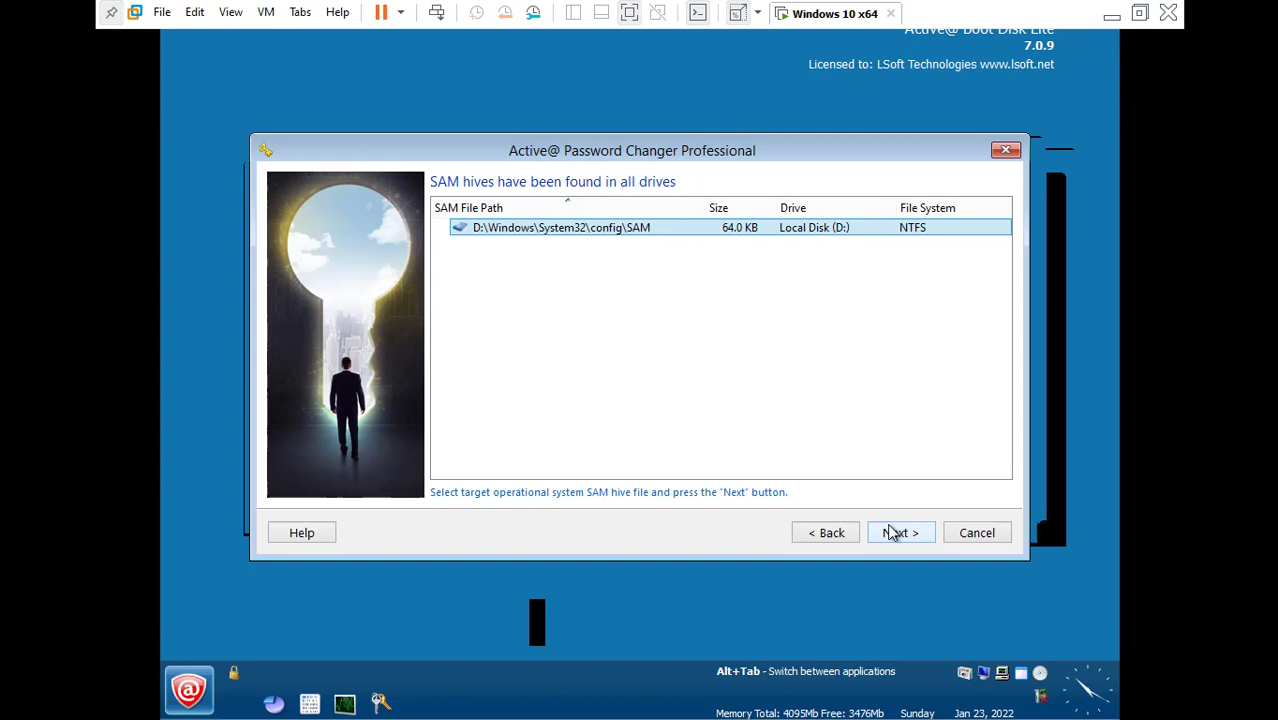 File Edit View VM Tabs Help Windows 10 x64
Active@ Boot Disk Lite
7.0.9
Licensed to: LSoft Technologies www.lsoft.net
Active@ Password Changer Professional
SAM hives have been found in all drives
SAM File Path Size Drive File System
D:\Windows\System32\config\SAM 64.0 KB Local Disk (D:) NTFS
Select target operational system SAM hive file and press the "Next" button.
Help < Back Next > Cancel
Alt+Tab - Switch between applications
Memory Total: 4095Mb Free: 3476Mb Sunday Jan 23, 2022